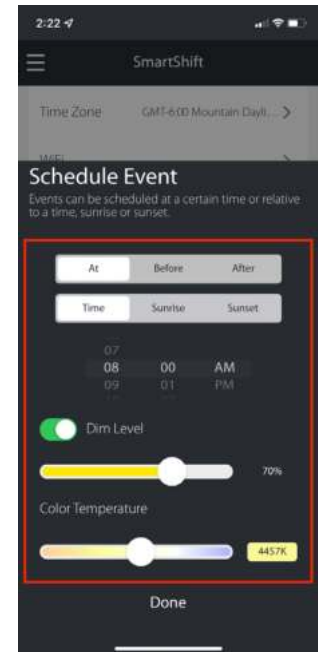 2:22
SmartShift
Time Zone GMT-6:00 Mountain Dayli...
WiFi
Schedule Event
Events can be scheduled at a certain time or relative
to a time, sunrise or sunset.
At Before After
Time Sunrise Sunset
07
08 00 AM
09 01 PM
Dim Level
70%
Color Temperature
4457K
Done